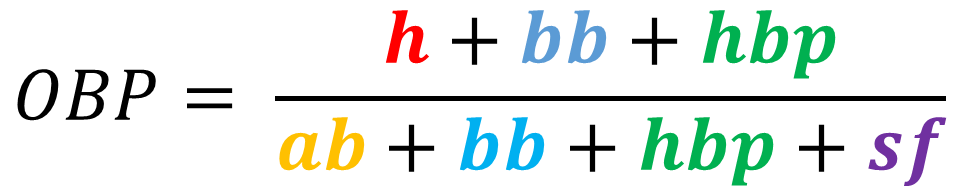 OBP = h + bb + hbp
ab + bb + hbp + sf